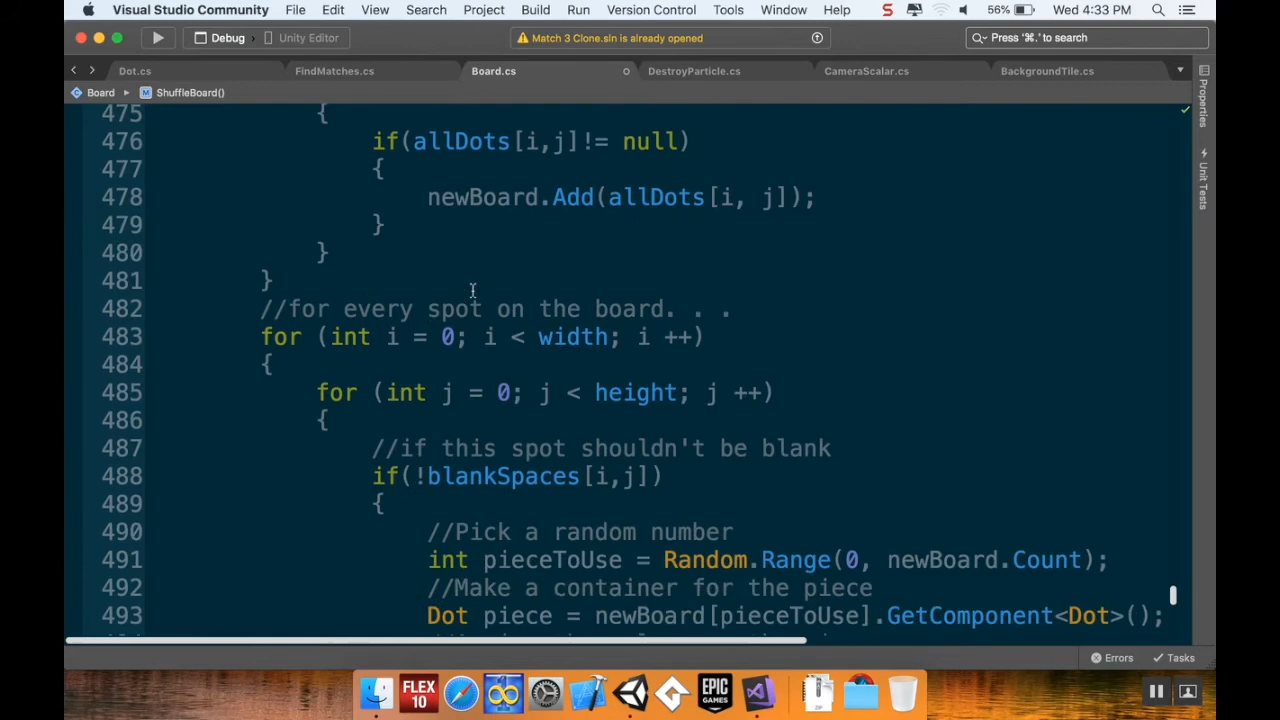 Visual Studio Community File Edit View Search Project Build Run Version Control Tools Window Help S 56% Wed 4:33 PM
Debug Unity Editor Match 3 Clone.sln is already opened Press '⌘.' to search
Dot.cs FindMatches.cs Board.cs DestroyParticle.cs CameraScalar.cs BackgroundTile.cs
Board ShuffleBoard()
Properties
Unit Tests
475 {
476 if(allDots[i,j]!= null)
477 {
478 newBoard.Add(allDots[i, j]);
479 }
480 }
481 }
482 //for every spot on the board. . .
483 for (int i = 0; i < width; i ++)
484 {
485 for (int j = 0; j < height; j ++)
486 {
487 //if this spot shouldn't be blank
488 if(!blankSpaces[i,j])
489 {
490 //Pick a random number
491 int pieceToUse = Random.Range(0, newBoard.Count);
492 //Make a container for the piece
493 Dot piece = newBoard[pieceToUse].GetComponent<Dot>();
Errors Tasks
FLEX 10 EPIC GAMES ZIP